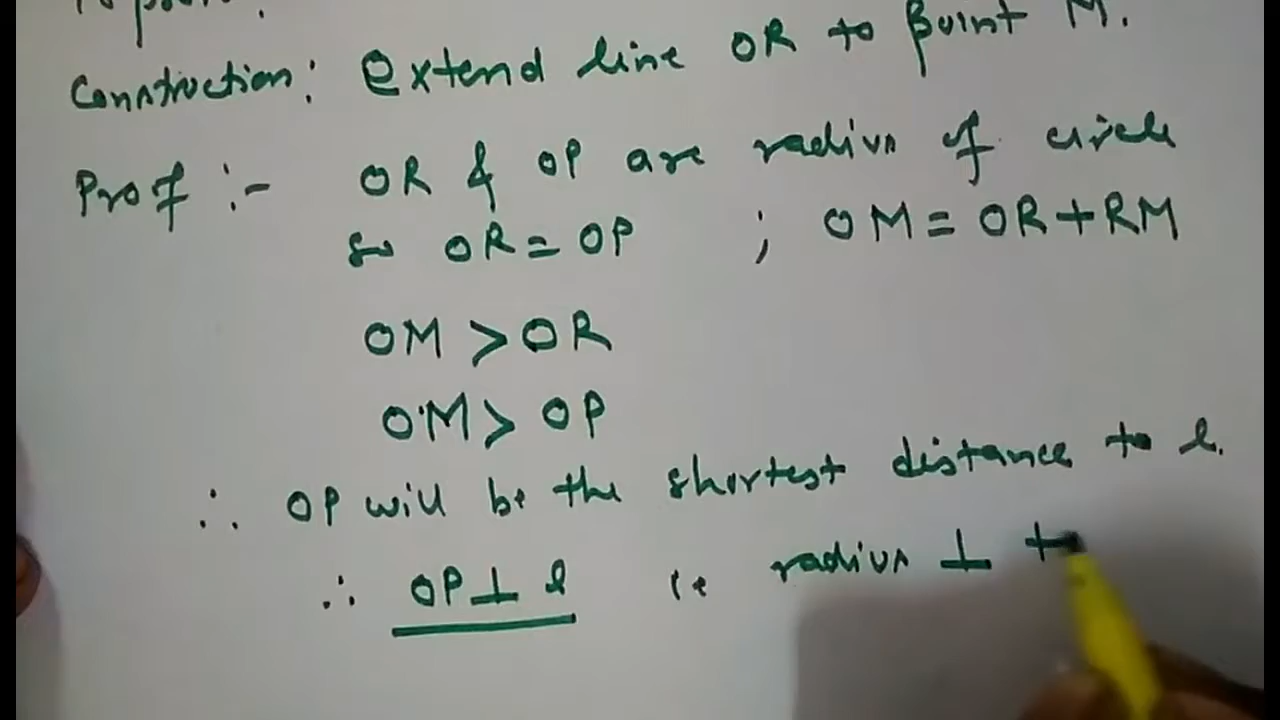 Construction: extend line OR to point M.
Proof :- OR & OP are radius of circle
so OR = OP ; OM = OR + RM
OM > OR
OM > OP
∴ OP will be the shortest distance to l.
∴ OP ⊥ l ie radius ⊥ to